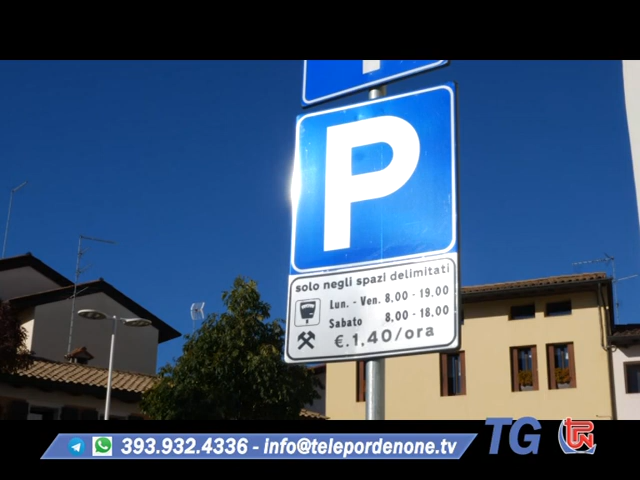 P
solo negli spazi delimitati
Lun. - Ven. 8,00 - 19.00
Sabato 8,00 - 18.00
€.1,40/ora
393.932.4336 - info@telepordenone.tv
TG
TPN